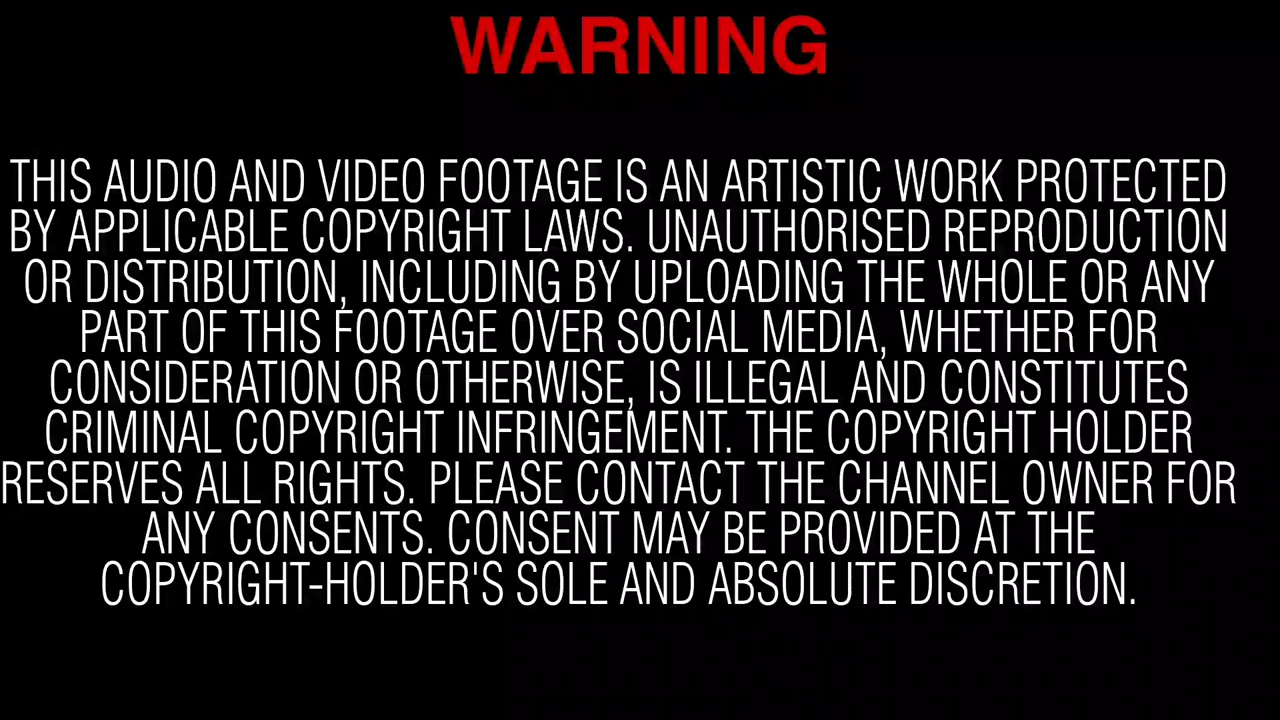 WARNING
THIS AUDIO AND VIDEO FOOTAGE IS AN ARTISTIC WORK PROTECTED
BY APPLICABLE COPYRIGHT LAWS. UNAUTHORISED REPRODUCTION
OR DISTRIBUTION, INCLUDING BY UPLOADING THE WHOLE OR ANY
PART OF THIS FOOTAGE OVER SOCIAL MEDIA, WHETHER FOR
CONSIDERATION OR OTHERWISE, IS ILLEGAL AND CONSTITUTES
CRIMINAL COPYRIGHT INFRINGEMENT. THE COPYRIGHT HOLDER
RESERVES ALL RIGHTS. PLEASE CONTACT THE CHANNEL OWNER FOR
ANY CONSENTS. CONSENT MAY BE PROVIDED AT THE
COPYRIGHT-HOLDER'S SOLE AND ABSOLUTE DISCRETION.